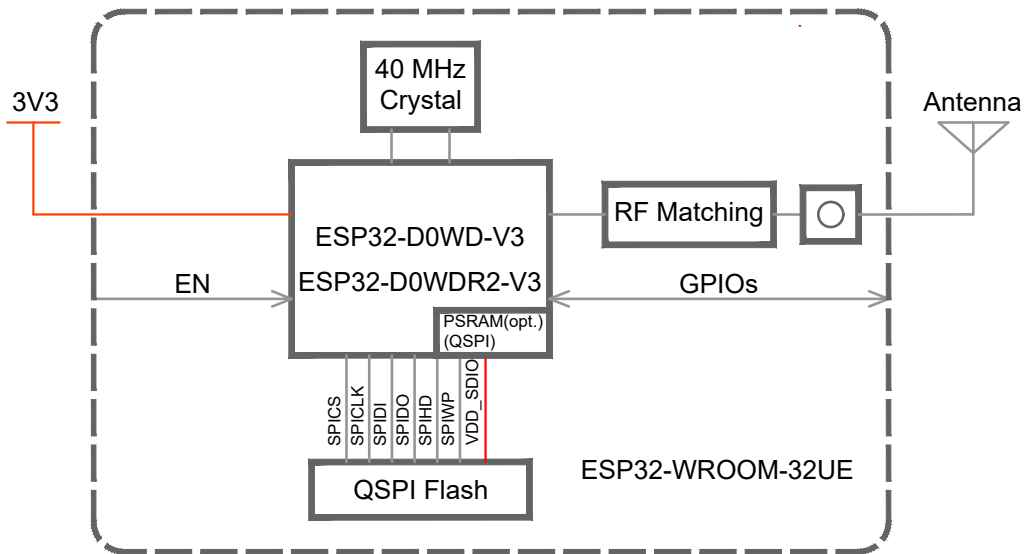 40 MHz
Crystal
3V3
Antenna
RF Matching
ESP32-D0WD-V3
ESP32-D0WDR2-V3
EN
GPIOs
PSRAM(opt.)
(QSPI)
SPICS
SPICLK
SPIDI
SPIDO
SPIHD
SPIWP
VDD_SDIO
QSPI Flash
ESP32-WROOM-32UE